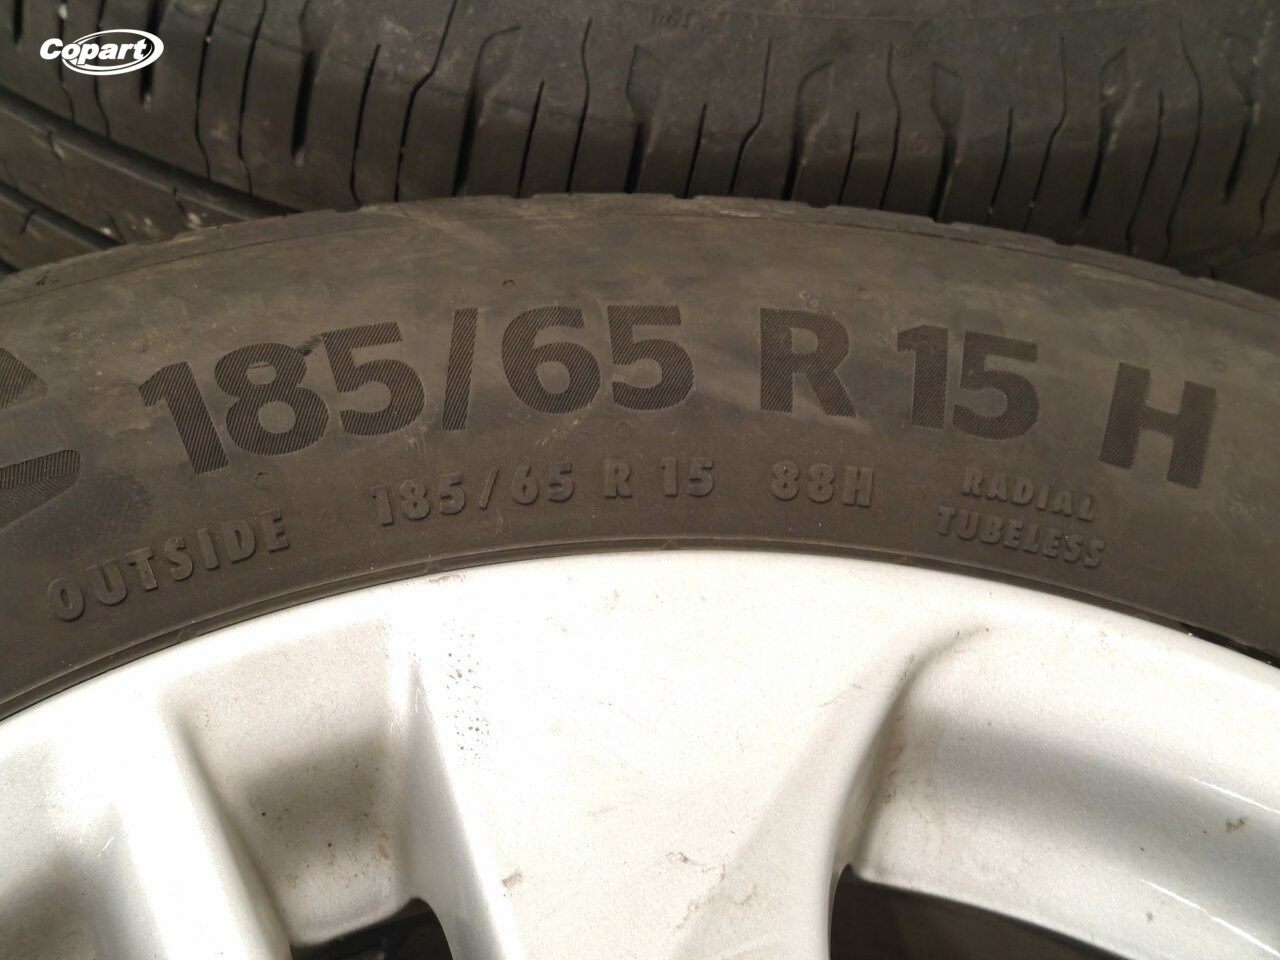 Copart
185/65 R 15 H
OUTSIDE 185/65 R 15 88H RADIAL
TUBELESS